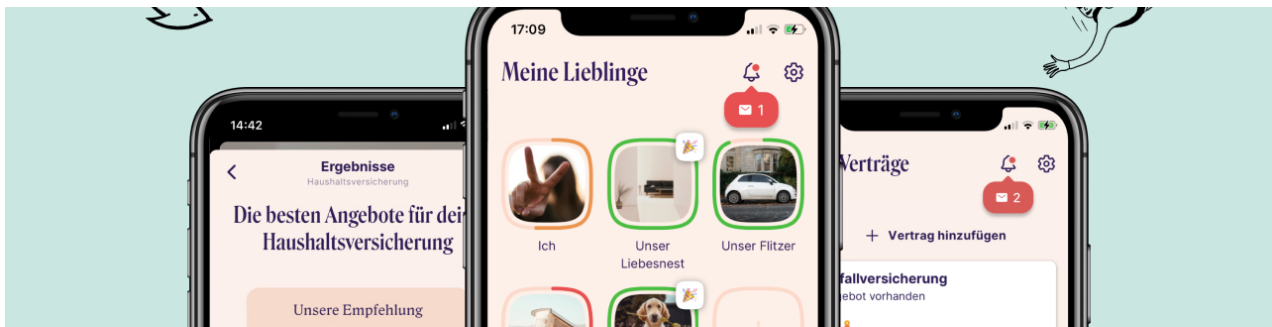 14:42
Ergebnisse
Haushaltsversicherung
Die besten Angebote für
Haushaltsversicherung
Unsere Empfehlung
17:09
Meine Lieblinge
1
Ich
Unser
Liebesnest
Unser Flitzer
Verträge
2
+ Vertrag hinzufügen
fallversicherung
ebot vorhanden